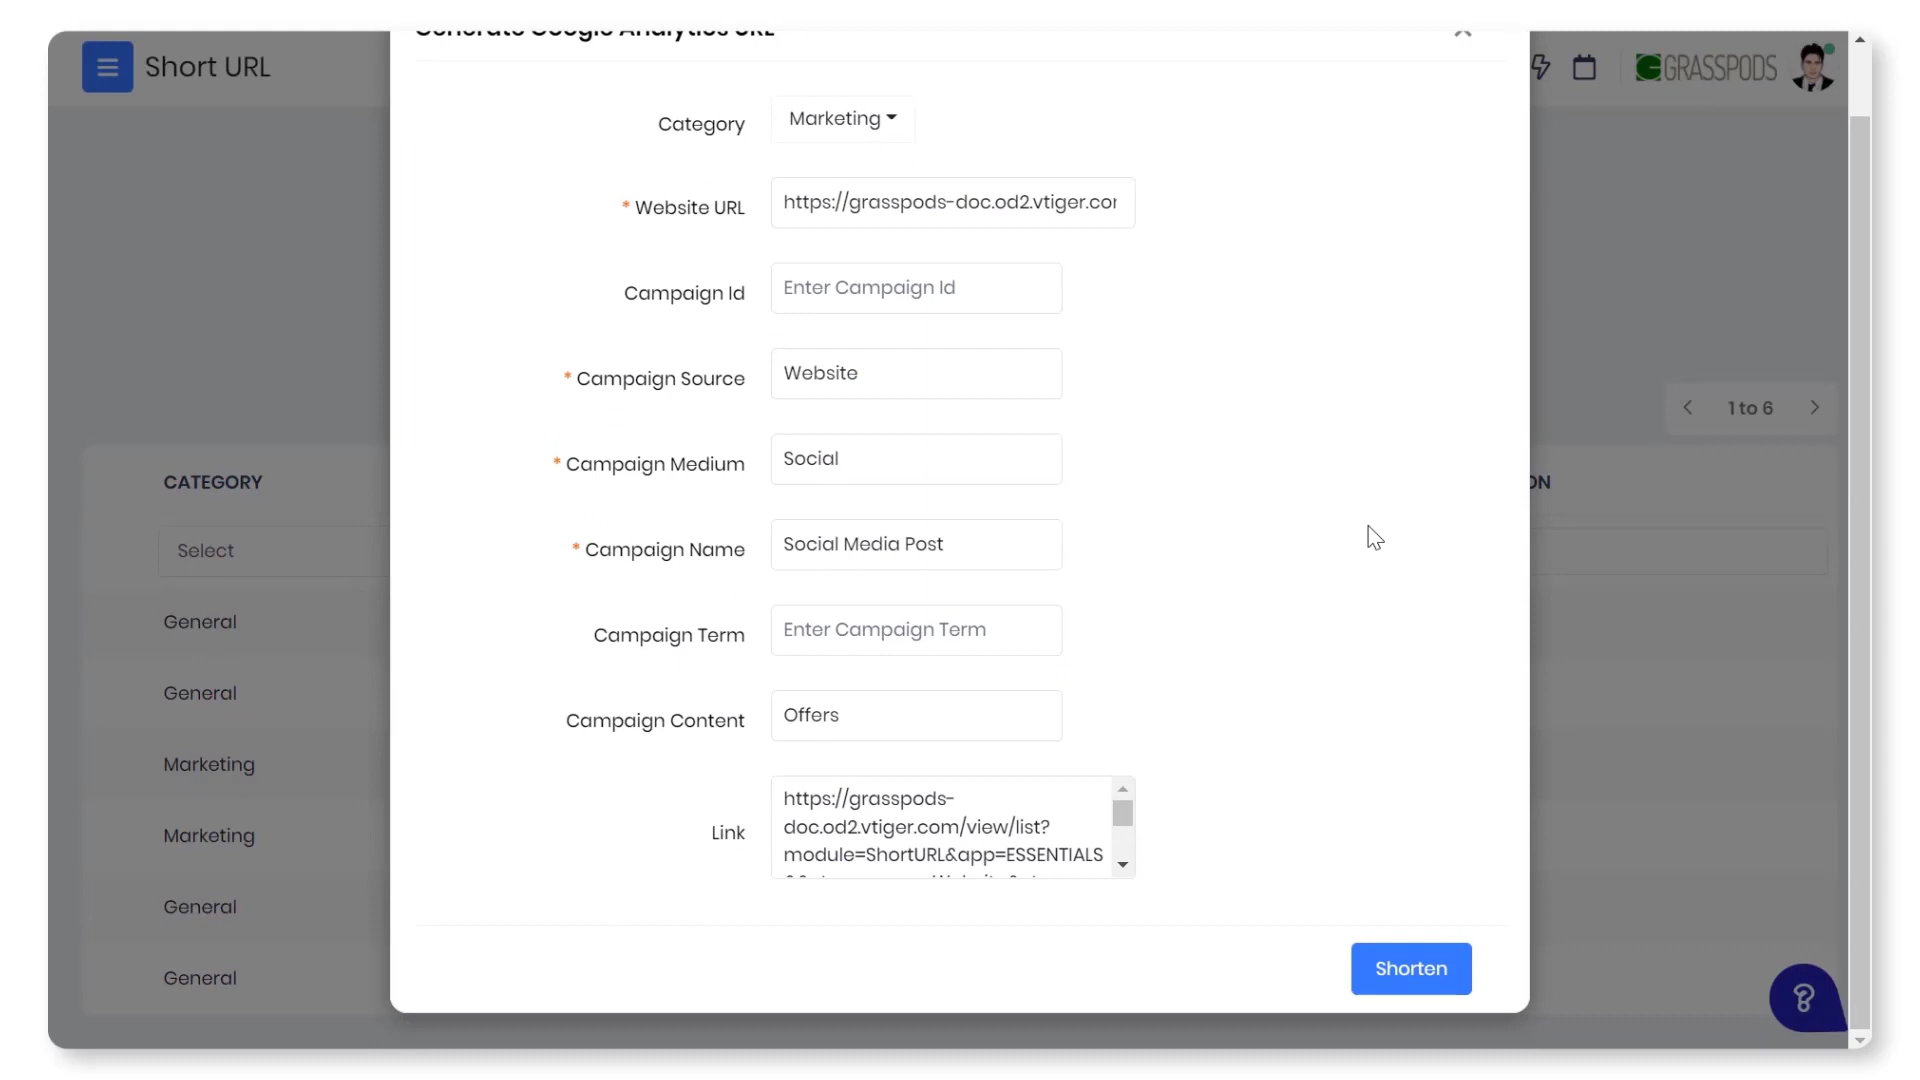 Generate Google Analytics URL
Short URL
GRASSPODS
Category
Marketing
* Website URL
https://grasspods-doc.od2.vtiger.com
Campaign Id
Enter Campaign Id
* Campaign Source
Website
* Campaign Medium
Social
* Campaign Name
Social Media Post
Campaign Term
Enter Campaign Term
Campaign Content
Offers
Link
https://grasspods-
doc.od2.vtiger.com/view/list?
module=ShortURL&app=ESSENTIALS
Shorten
1 to 6
CATEGORY
ON
Select
General
General
Marketing
Marketing
General
General
?